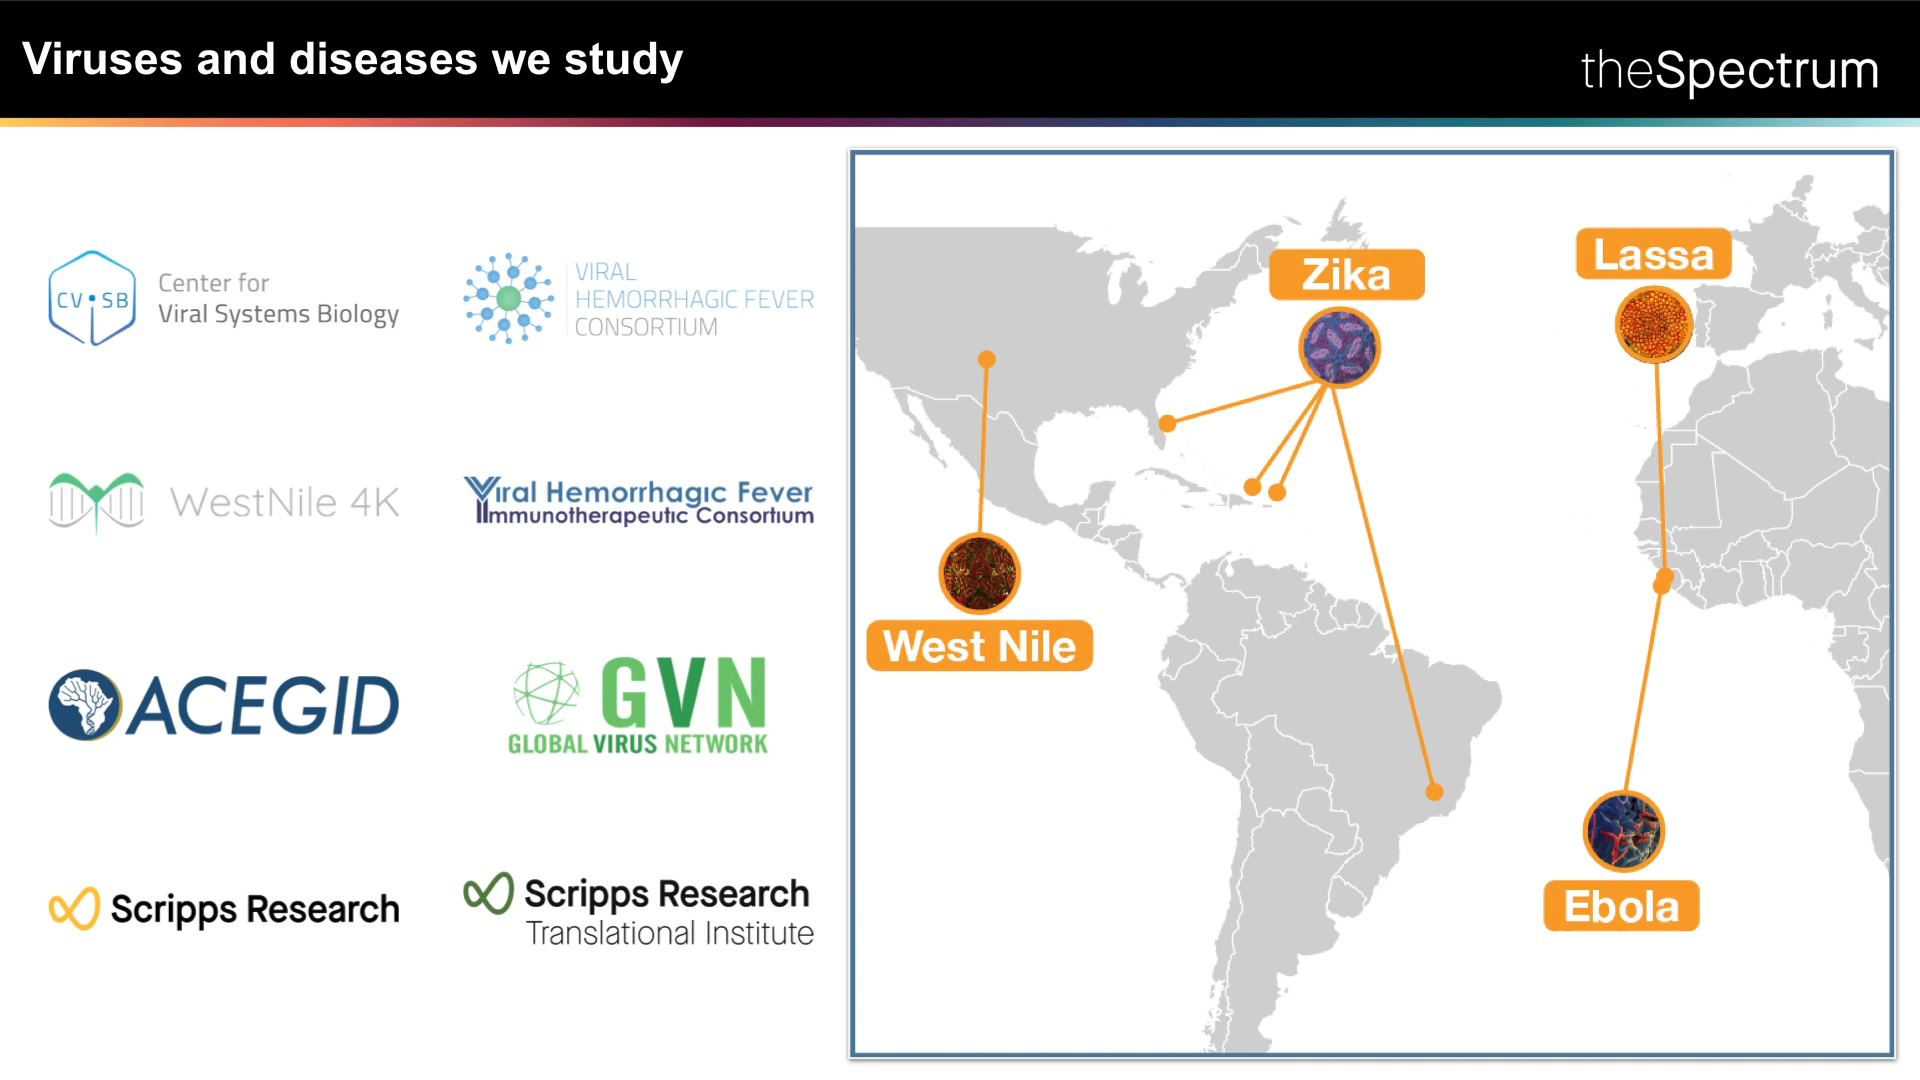 Viruses and diseases we study
theSpectrum
CV•SB
Center for
Viral Systems Biology
VIRAL
HEMORRHAGIC FEVER
CONSORTIUM
WestNile 4K
Viral Hemorrhagic Fever
Immunotherapeutic Consortium
ACEGID
GVN
GLOBAL VIRUS NETWORK
Scripps Research
Scripps Research
Translational Institute
Zika
Lassa
West Nile
Ebola